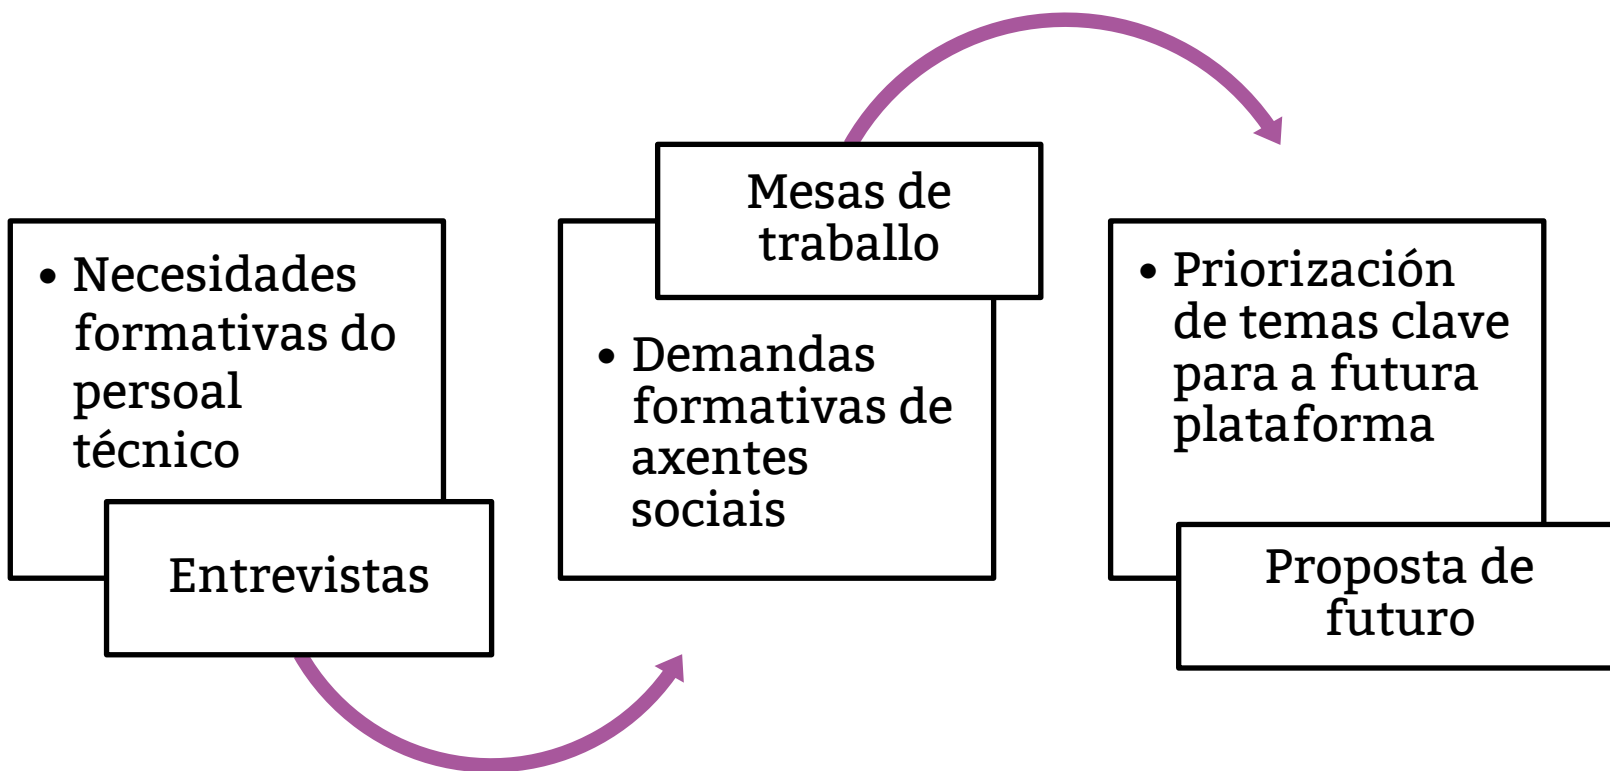 • Necesidades
formativas do
persoal
técnico
Entrevistas
Mesas de
traballo
• Demandas
formativas de
axentes
sociais
• Priorización
de temas clave
para a futura
plataforma
Proposta de
futuro